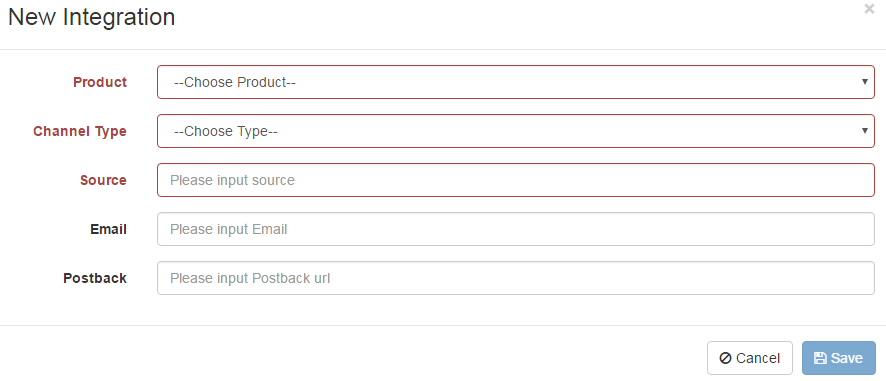 New Integration
×
Product
--Choose Product--
Channel Type
--Choose Type--
Source
Please input source
Email
Please input Email
Postback
Please input Postback url
Cancel
Save